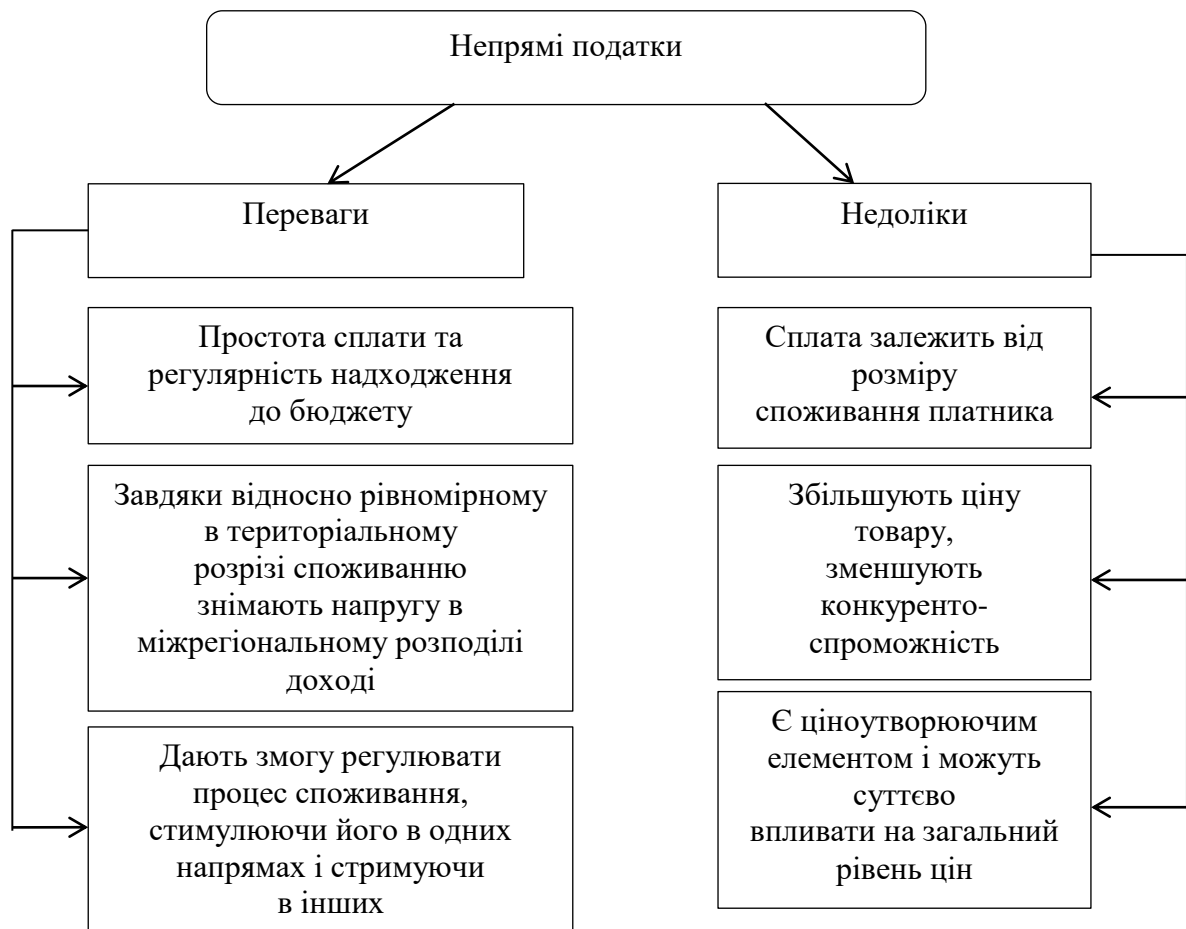 Непрямі податки
Переваги
Недоліки
Простота сплати та
регулярність надходження
до бюджету
Завдяки відносно рівномірному
в територіальному
розрізі споживанню
знімають напругу в
міжрегіональному розподілі
доході
Дають змогу регулювати
процес споживання,
стимулюючи його в одних
напрямах і стримуючи
в інших
Сплата залежить від
розміру
споживання платника
Збільшують ціну
товару,
зменшують
конкуренто-
спроможність
Є ціноутворюючим
елементом і можуть
суттєво
впливати на загальний
рівень цін